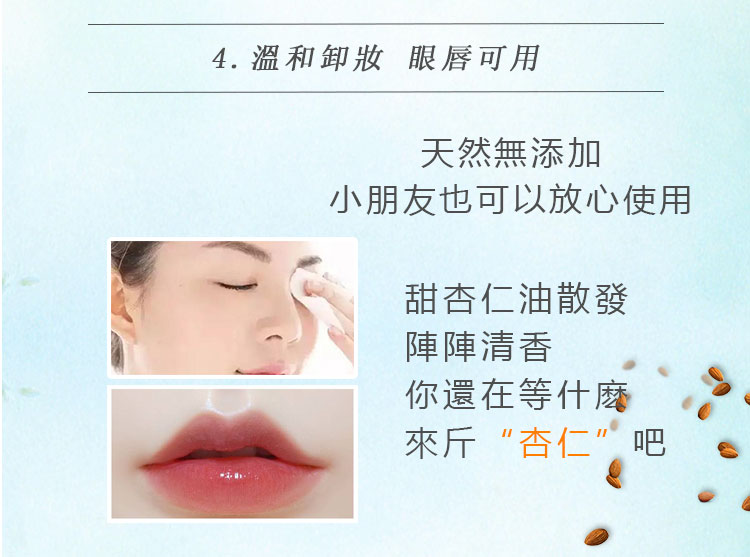 4. 溫和卸妝 眼唇可用
天然無添加
小朋友也可以放心使用
甜杏仁油散發
陣陣清香
你還在等什麼
來斤“杏仁”吧